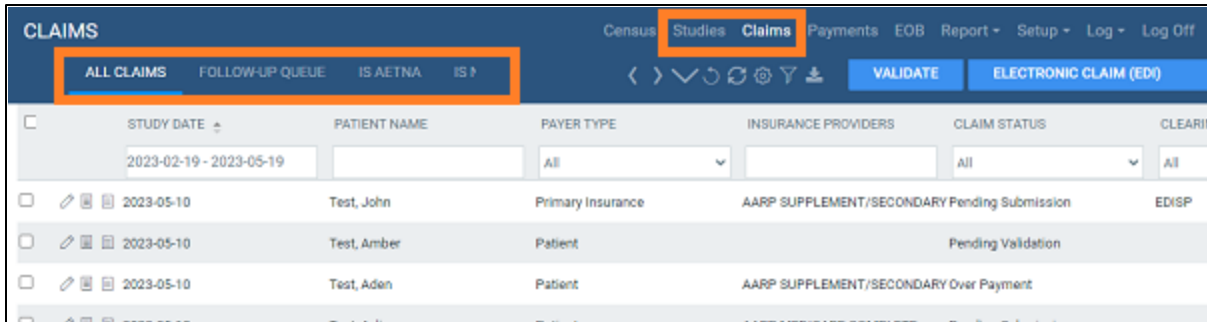 CLAIMS Census Studies Claims Payments EOB Report Setup Log Log Off
ALL CLAIMS FOLLOW-UP QUEUE IS AETNA VALIDATE ELECTRONIC CLAIM (EDI)
STUDY DATE PATIENT NAME PAYER TYPE INSURANCE PROVIDERS CLAIM STATUS
2023-02-19 - 2023-05-19 All All All
2023-05-10 Test, John Primary Insurance AARP SUPPLEMENT/SECONDARY Pending Submission EDISP
2023-05-10 Test, Amber Patient Pending Validation
2023-05-10 Test, Aden Patient AARP SUPPLEMENT/SECONDARY Over Payment